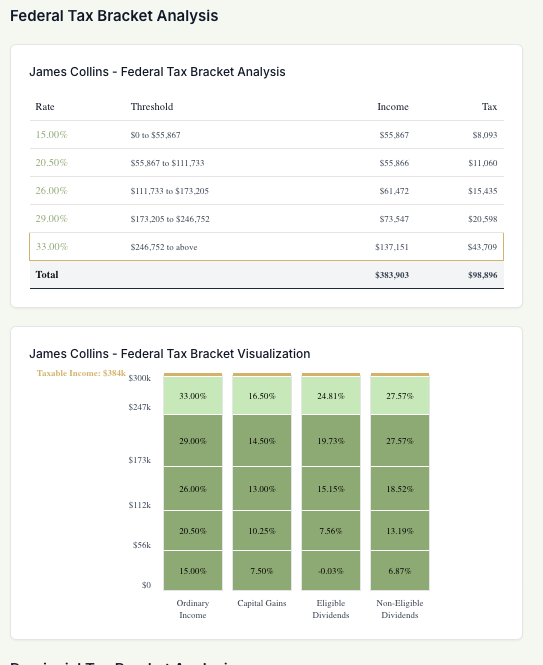 Federal Tax Bracket Analysis
James Collins - Federal Tax Bracket Analysis
Rate Threshold Income Tax
15.00% $0 to $55,867 $55,867 $8,093
20.50% $55,867 to $111,733 $55,866 $11,060
26.00% $111,733 to $173,205 $61,472 $15,435
29.00% $173,205 to $246,752 $73,547 $20,598
33.00% $246,752 to above $137,151 $43,709
Total $383,903 $98,896
James Collins - Federal Tax Bracket Visualization
Taxable Income: $384k
$300k
33.00% 16.50% 24.81% 27.57%
$247k
29.00% 14.50% 19.73% 27.57%
$173k
26.00% 13.00% 15.15% 18.52%
$112k
20.50% 10.25% 7.56% 13.19%
$56k
15.00% 7.50% -0.03% 6.87%
$0
Ordinary Income Capital Gains Eligible Dividends Non-Eligible Dividends